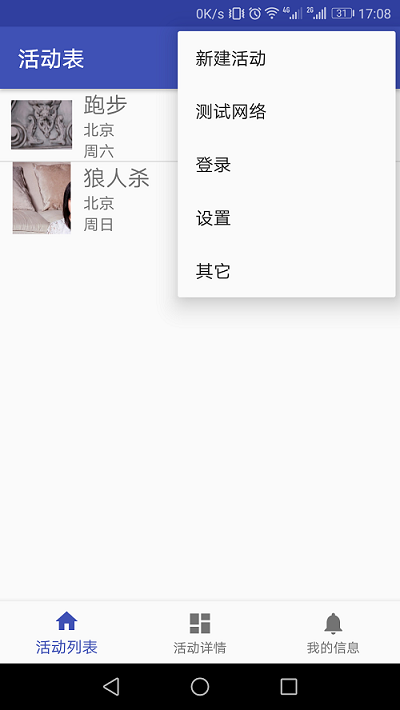 0K/s 4G 2G 31 17:08
活动表
新建活动
测试网络
登录
设置
其它
跑步
北京
周六
狼人杀
北京
周日
活动列表
活动详情
我的信息